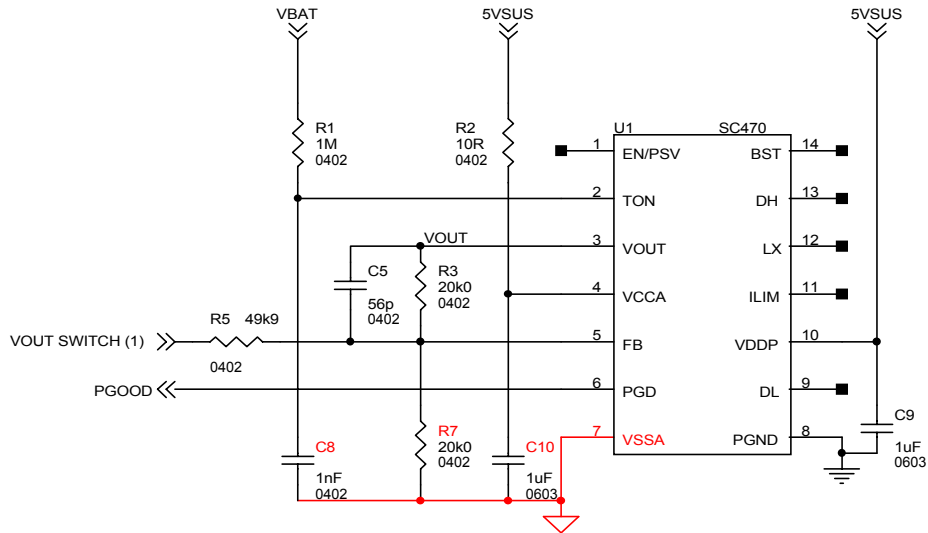 VBAT
5VSUS
5VSUS
R1
1M
0402
R2
10R
0402
U1
SC470
1
EN/PSV
BST
14
2
TON
DH
13
VOUT
3
VOUT
LX
12
C5
56p
0402
R3
20k0
0402
4
VCCA
ILIM
11
R5 49k9
0402
VOUT SWITCH (1)
5
FB
VDDP
10
PGOOD
6
PGD
DL
9
C9
1uF
0603
C8
1nF
0402
R7
20k0
0402
C10
1uF
0603
7
VSSA
PGND
8